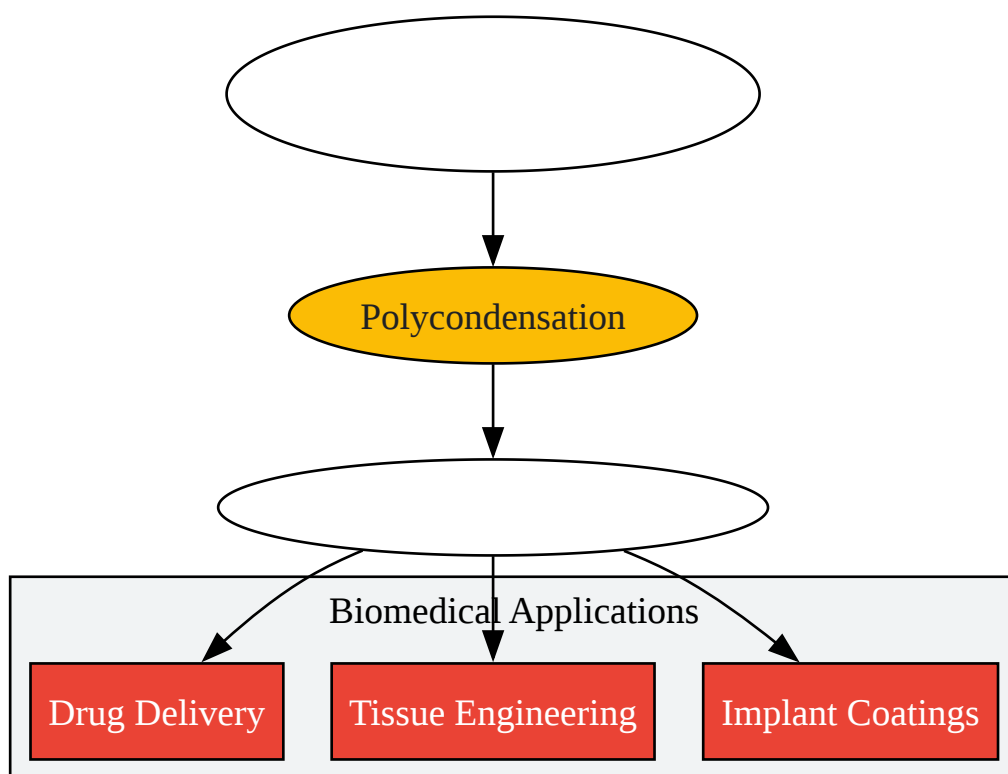 Polycondensation
Biomedical Applications
Drug Delivery
Tissue Engineering
Implant Coatings